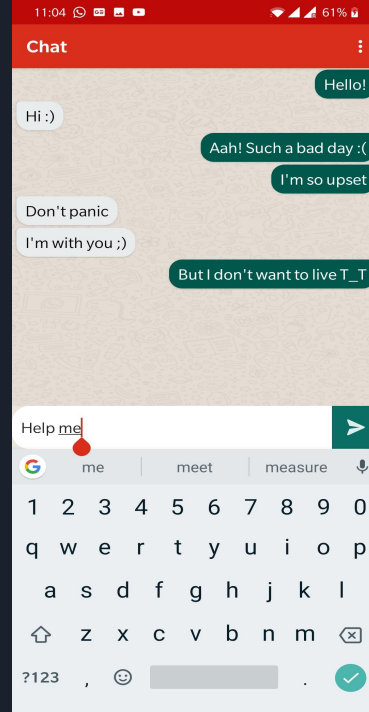 11:04 61%
Chat
Hello!
Hi :)
Aah! Such a bad day :(
I'm so upset
Don't panic
I'm with you ;)
But I don't want to live T_T
Help me
G me meet measure
1 2 3 4 5 6 7 8 9 0
q w e r t y u i o p
a s d f g h j k l
z x c v b n m
?123 , .